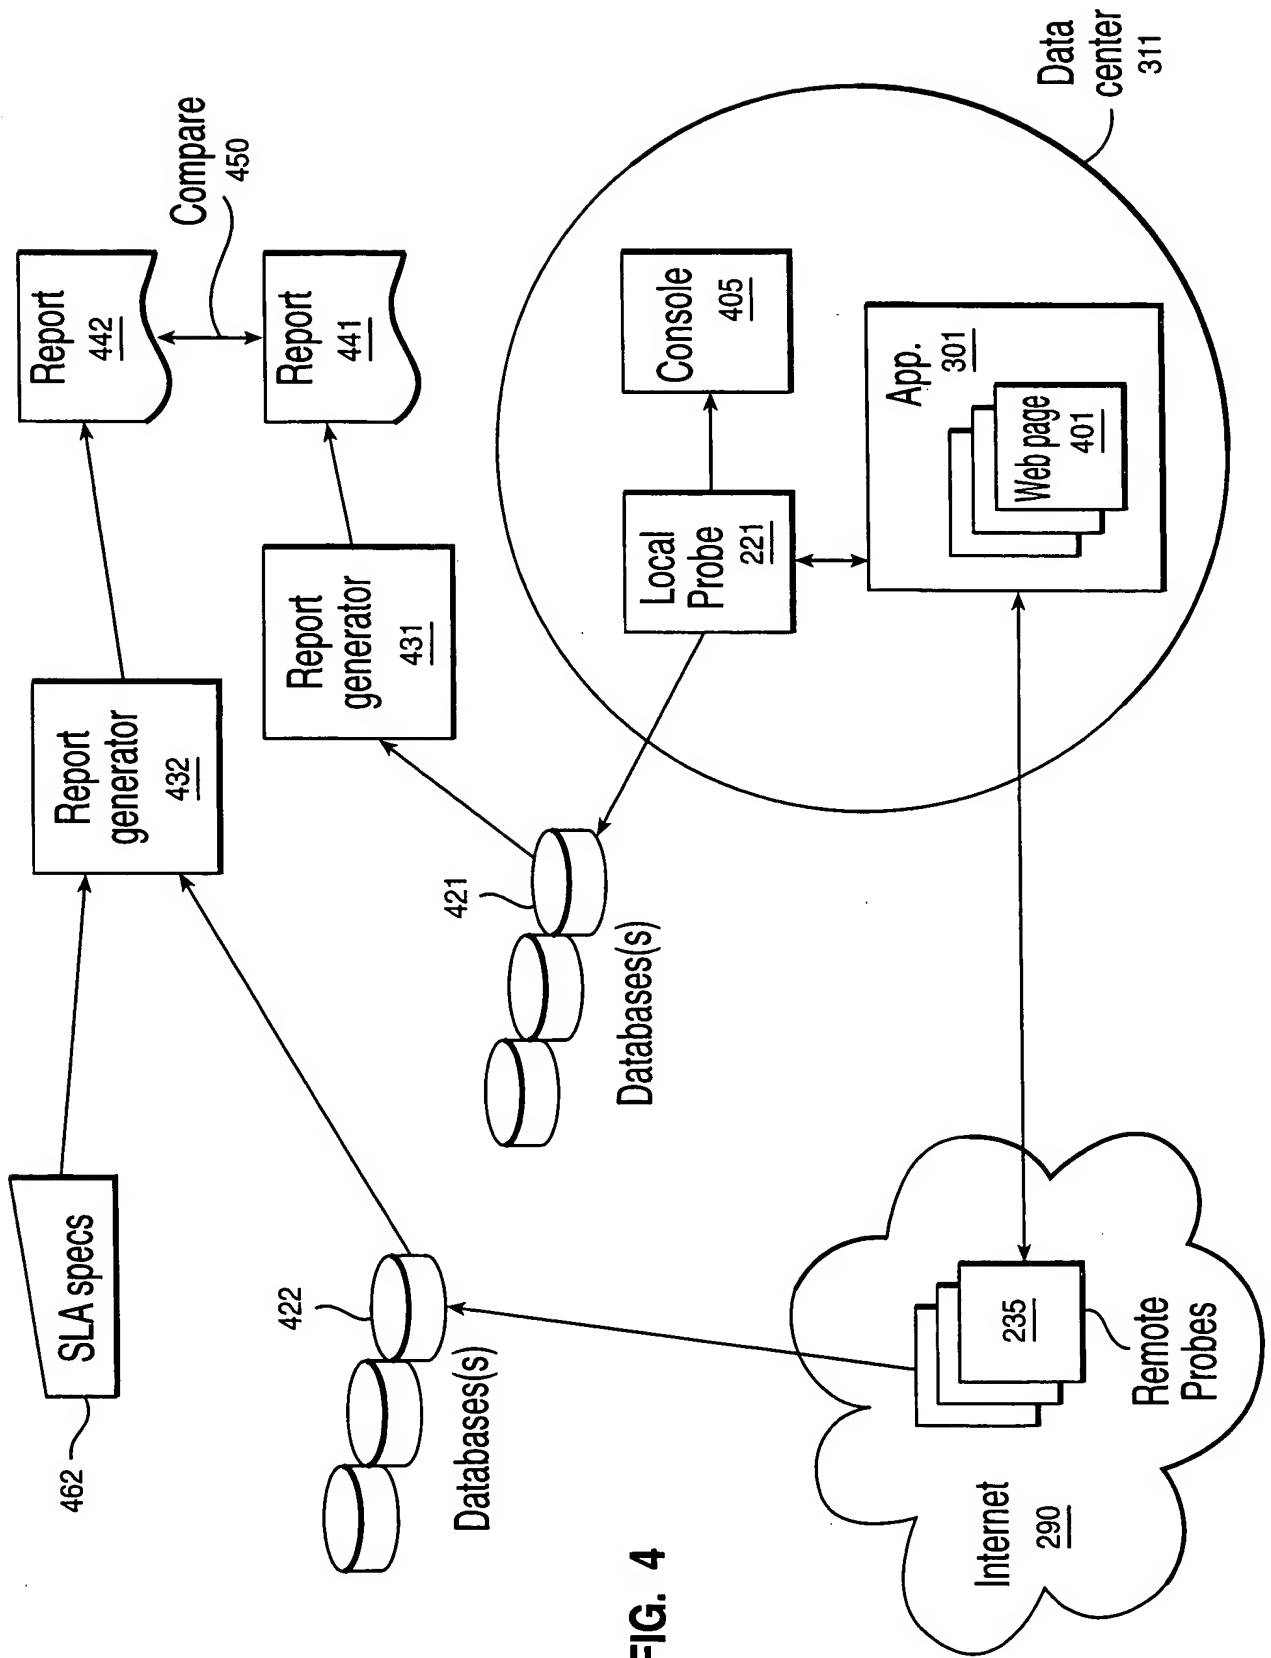 462
SLA specs
Report
generator
432
Report
442
Compare
450
422
Databases(s)
421
Databases(s)
Report
generator
431
Report
441
Data
center
311
Local
Probe
221
Console
405
App.
301
Web page
401
Internet
290
235
Remote
Probes
FIG. 4